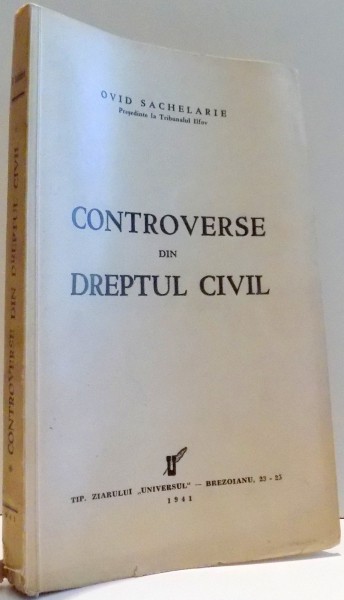 OVID SACHELARIE
Președinte la Tribunalul Ilfov
CONTROVERSE
DIN
DREPTUL CIVIL
TIP. ZIARULUI „UNIVERSUL” — BREZOIANU, 23 - 25
1941
CONTROVERSE DIN DREPTUL CIVIL